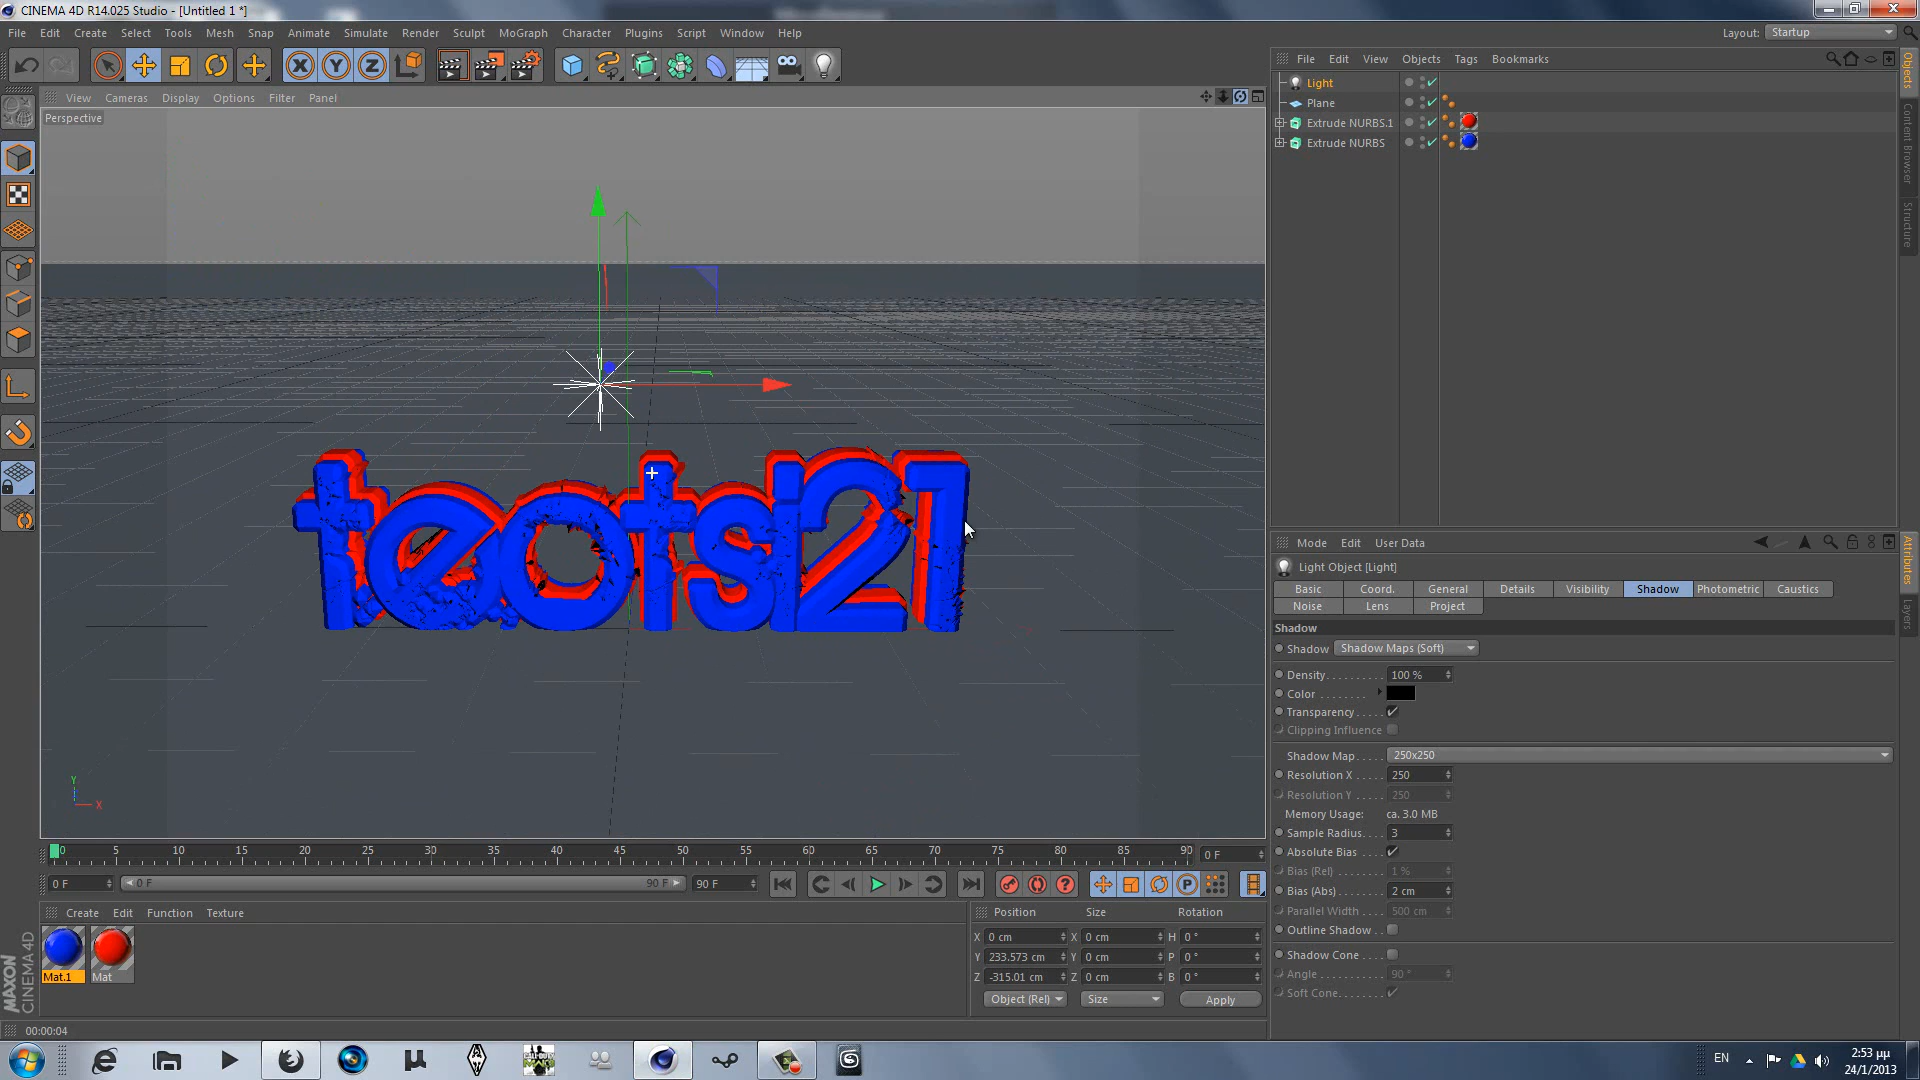 CINEMA 4D R14.025 Studio - [Untitled 1 *]
File Edit Create Select Tools Mesh Snap Animate Simulate Render Sculpt MoGraph Character Plugins Script Window Help
Layout: Startup
File Edit View Objects Tags Bookmarks
View Cameras Display Options Filter Panel
Perspective
Light
Plane
Extrude NURBS.1
Extrude NURBS
Objects
Content Browser
Structure
teotsi21
Y
X
Mode Edit User Data
Light Object [Light]
Basic Coord. General Details Visibility Shadow Photometric Caustics
Noise Lens Project
Shadow
Shadow Shadow Maps (Soft)
Density 100 %
Color
Transparency
Clipping Influence
Shadow Map 250x250
Resolution X 250
Resolution Y 250
Memory Usage: ca. 3.0 MB
Sample Radius 3
Absolute Bias
Bias (Rel) 1 %
Bias (Abs) 2 cm
Parallel Width 500 cm
Outline Shadow
Shadow Cone
Angle 90 °
Soft Cone
Attributes
Layers
0 5 10 15 20 25 30 35 40 45 50 55 60 65 70 75 80 85 90
0 F
0 F 0 F 90 F 90 F
Create Edit Function Texture
Mat.1 Mat
MAXON
CINEMA 4D
Position Size Rotation
X 0 cm X 0 cm H 0 °
Y 233.573 cm Y 0 cm P 0 °
Z -315.01 cm Z 0 cm B 0 °
Object (Rel) Size Apply
00:00:04
EN
2:53 μμ
24/1/2013